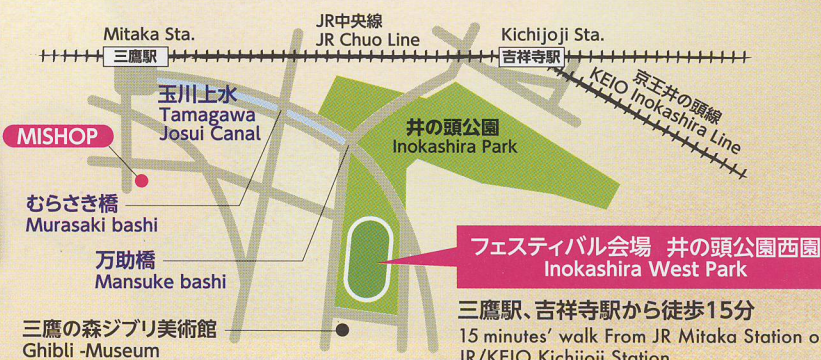 Mitaka Sta.
三鷹駅
JR中央線
JR Chuo Line
Kichijoji Sta.
吉祥寺駅
京王井の頭線
KEIO Inokashira Line
玉川上水
Tamagawa
Josui Canal
井の頭公園
Inokashira Park
MISHOP
むらさき橋
Murasaki bashi
万助橋
Mansuke bashi
フェスティバル会場 井の頭公園西園
Inokashira West Park
三鷹の森ジブリ美術館
Ghibli -Museum
三鷹駅、吉祥寺駅から徒歩15分
15 minutes' walk From JR Mitaka Station o
JR/KEIO Kichijoji Station